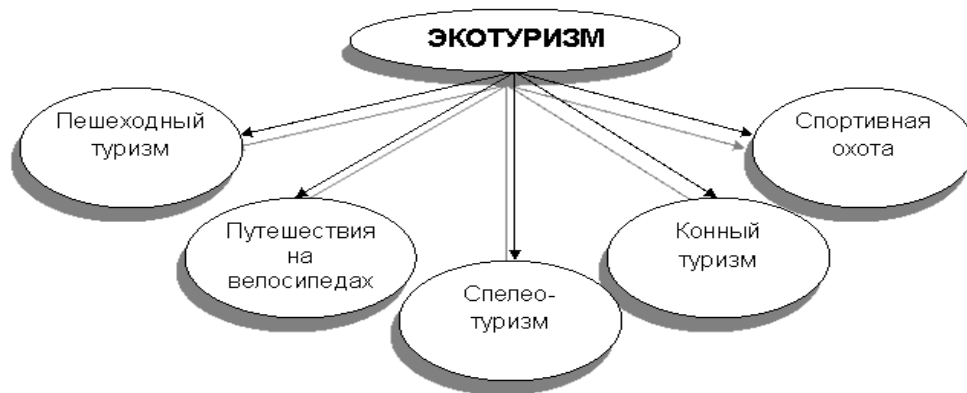 ЭКОТУРИЗМ
Пешеходный
туризм
Путешествия
на
велосипедах
Спелео-
туризм
Конный
туризм
Спортивная
охота